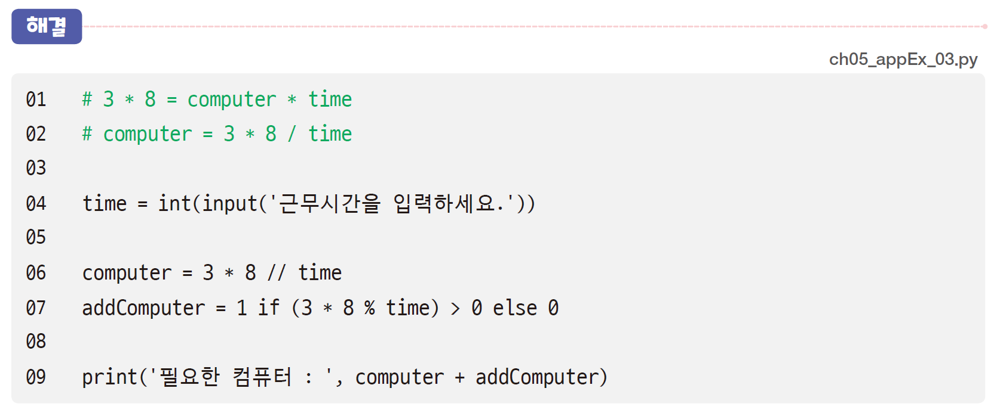 해결
ch05_appEx_03.py
01 # 3 * 8 = computer * time
02 # computer = 3 * 8 / time
03
04 time = int(input('근무시간을 입력하세요.'))
05
06 computer = 3 * 8 // time
07 addComputer = 1 if (3 * 8 % time) > 0 else 0
08
09 print('필요한 컴퓨터 : ', computer + addComputer)